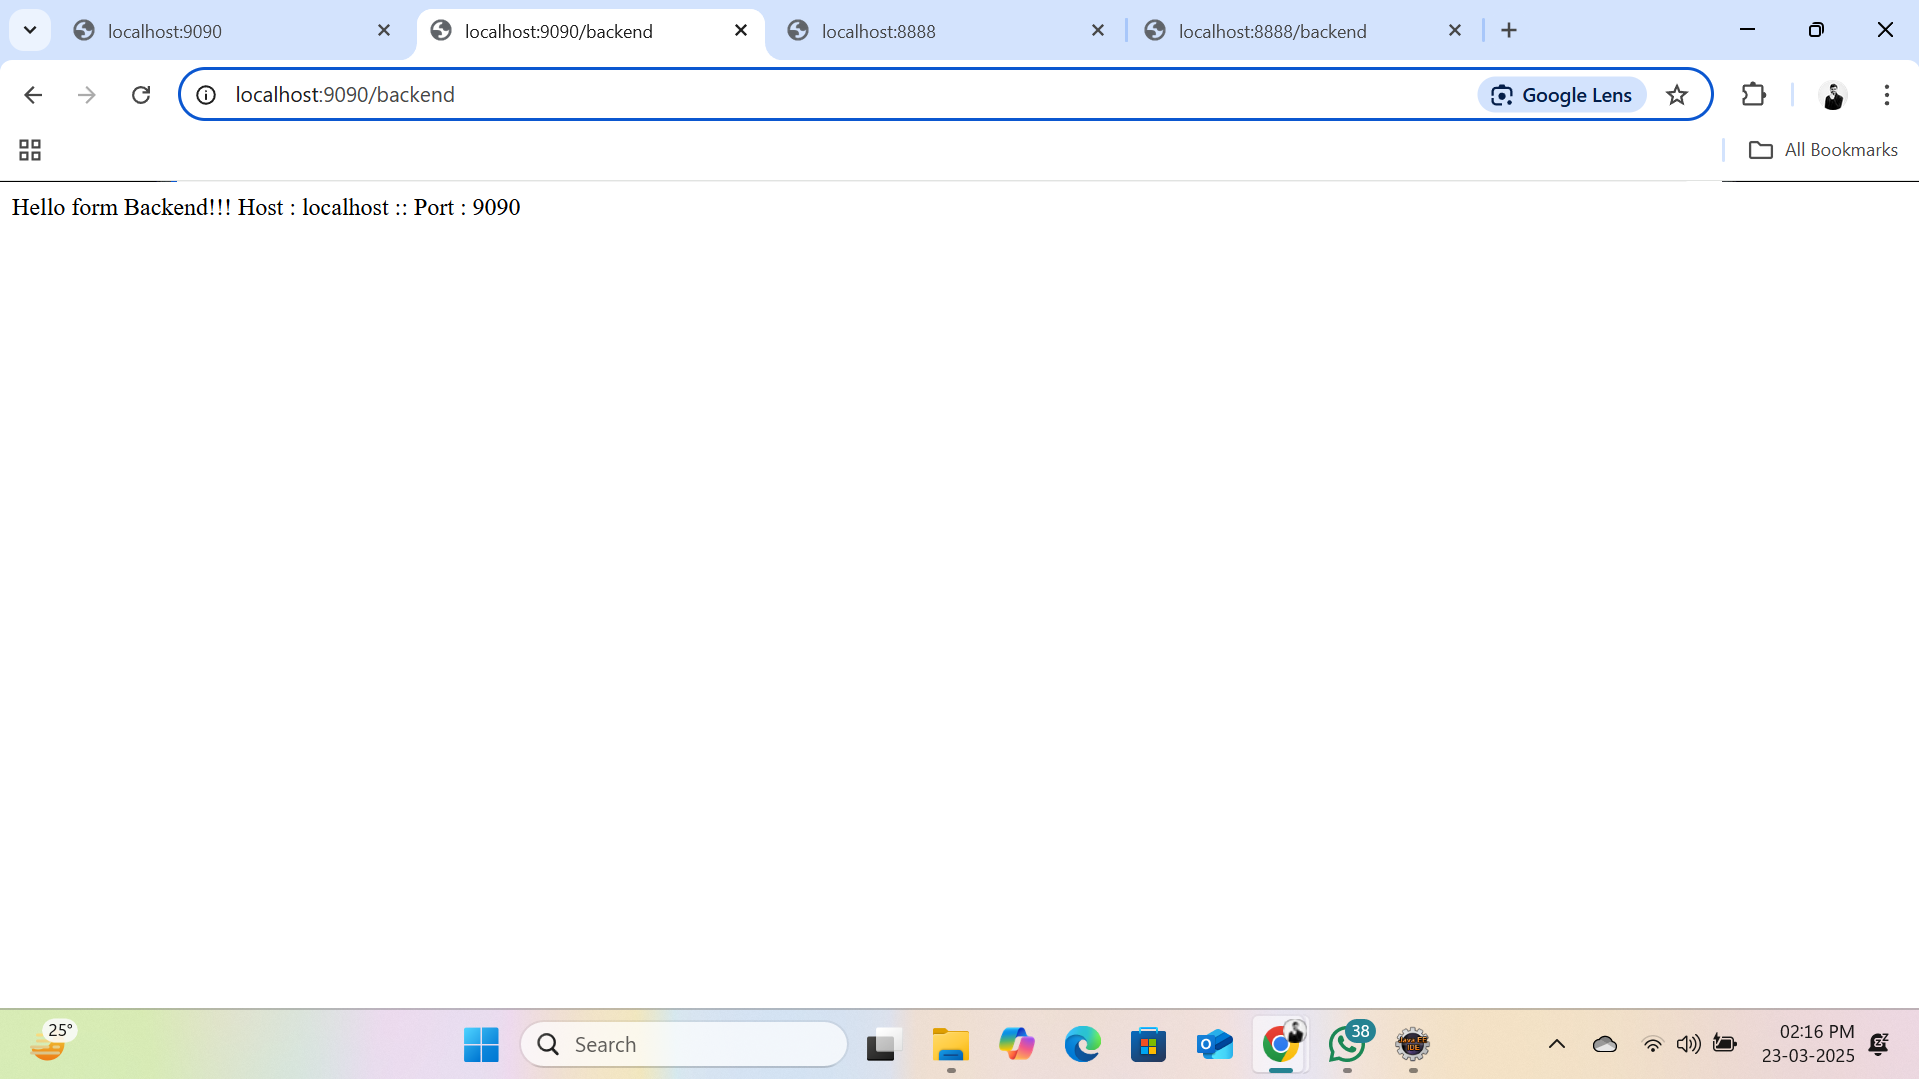 localhost:9090
localhost:9090/backend
localhost:8888
localhost:8888/backend
localhost:9090/backend
Google Lens
All Bookmarks
Hello form Backend!!! Host : localhost :: Port : 9090
25°
Search
38
02:16 PM
23-03-2025